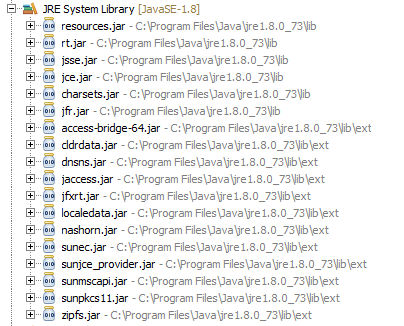 JRE System Library [JavaSE-1.8]
resources.jar - C:\Program Files\Java\jre1.8.0_73\lib
rt.jar - C:\Program Files\Java\jre1.8.0_73\lib
jsse.jar - C:\Program Files\Java\jre1.8.0_73\lib
jce.jar - C:\Program Files\Java\jre1.8.0_73\lib
charsets.jar - C:\Program Files\Java\jre1.8.0_73\lib
jfr.jar - C:\Program Files\Java\jre1.8.0_73\lib
access-bridge-64.jar - C:\Program Files\Java\jre1.8.0_73\lib\ext
cldrdata.jar - C:\Program Files\Java\jre1.8.0_73\lib\ext
dnsns.jar - C:\Program Files\Java\jre1.8.0_73\lib\ext
jaccess.jar - C:\Program Files\Java\jre1.8.0_73\lib\ext
jfxrt.jar - C:\Program Files\Java\jre1.8.0_73\lib\ext
localedata.jar - C:\Program Files\Java\jre1.8.0_73\lib\ext
nashorn.jar - C:\Program Files\Java\jre1.8.0_73\lib\ext
sunec.jar - C:\Program Files\Java\jre1.8.0_73\lib\ext
sunjce_provider.jar - C:\Program Files\Java\jre1.8.0_73\lib\ext
sunmscapi.jar - C:\Program Files\Java\jre1.8.0_73\lib\ext
sunpkcs11.jar - C:\Program Files\Java\jre1.8.0_73\lib\ext
zipfs.jar - C:\Program Files\Java\jre1.8.0_73\lib\ext